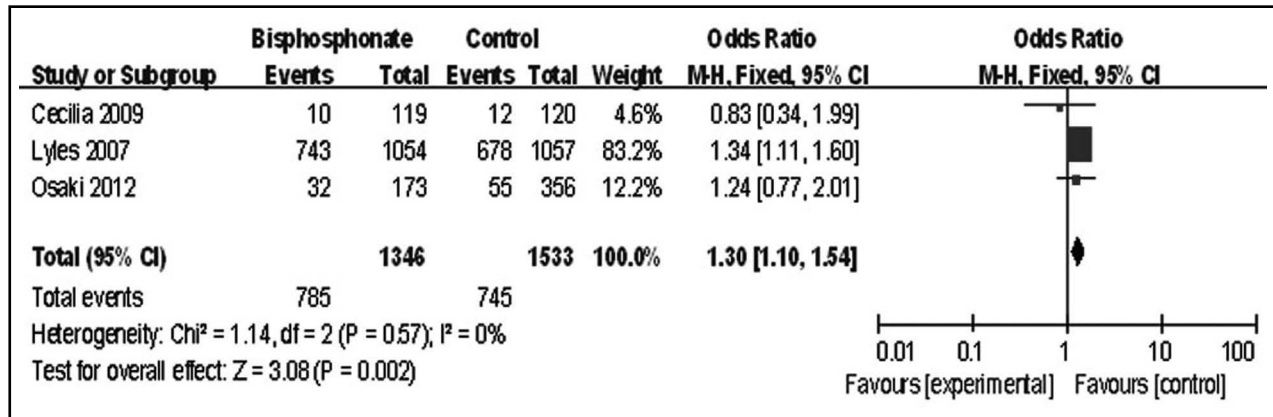 Bisphosphonate Control Odds Ratio Odds Ratio
Study or Subgroup Events Total Events Total Weight M-H, Fixed, 95% CI M-H, Fixed, 95% CI
Cecilia 2009 10 119 12 120 4.6% 0.83 [0.34, 1.99]
Lyles 2007 743 1054 678 1057 83.2% 1.34 [1.11, 1.60]
Osaki 2012 32 173 55 356 12.2% 1.24 [0.77, 2.01]
Total (95% CI) 1346 1533 100.0% 1.30 [1.10, 1.54]
Total events 785 745
Heterogeneity: Chi² = 1.14, df = 2 (P = 0.57); I² = 0%
Test for overall effect: Z = 3.08 (P = 0.002)
0.01 0.1 1 10 100
Favours [experimental] Favours [control]